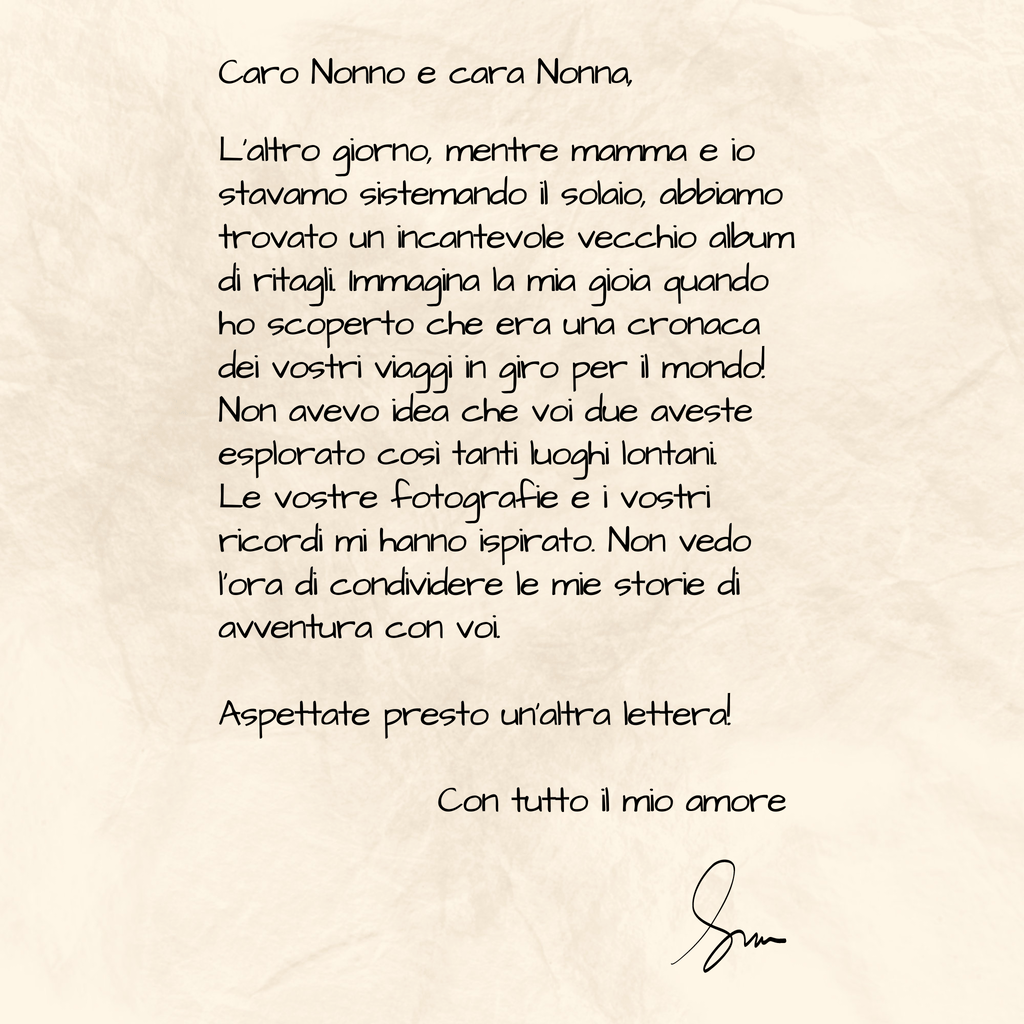 Caro Nonno e cara Nonna,
L'altro giorno, mentre mamma e io
stavamo sistemando il solaio, abbiamo
trovato un incantevole vecchio album
di ritagli. Immagina la mia gioia quando
ho scoperto che era una cronaca
dei vostri viaggi in giro per il mondo!
Non avevo idea che voi due aveste
esplorato così tanti luoghi lontani.
Le vostre fotografie e i vostri
ricordi mi hanno ispirato. Non vedo
l'ora di condividere le mie storie di
avventura con voi.
Aspettate presto un'altra lettera!
Con tutto il mio amore